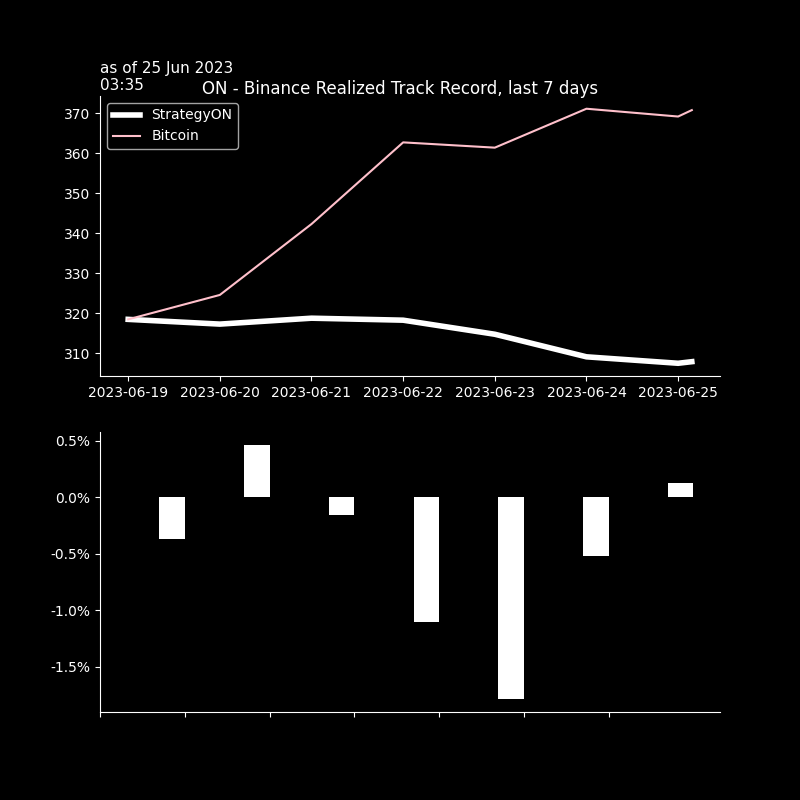 as of 25 Jun 2023
03:35
ON - Binance Realized Track Record, last 7 days
StrategyON
Bitcoin
370
360
350
340
330
320
310
2023-06-19 2023-06-20 2023-06-21 2023-06-22 2023-06-23 2023-06-24 2023-06-25
0.5%
0.0%
-0.5%
-1.0%
-1.5%